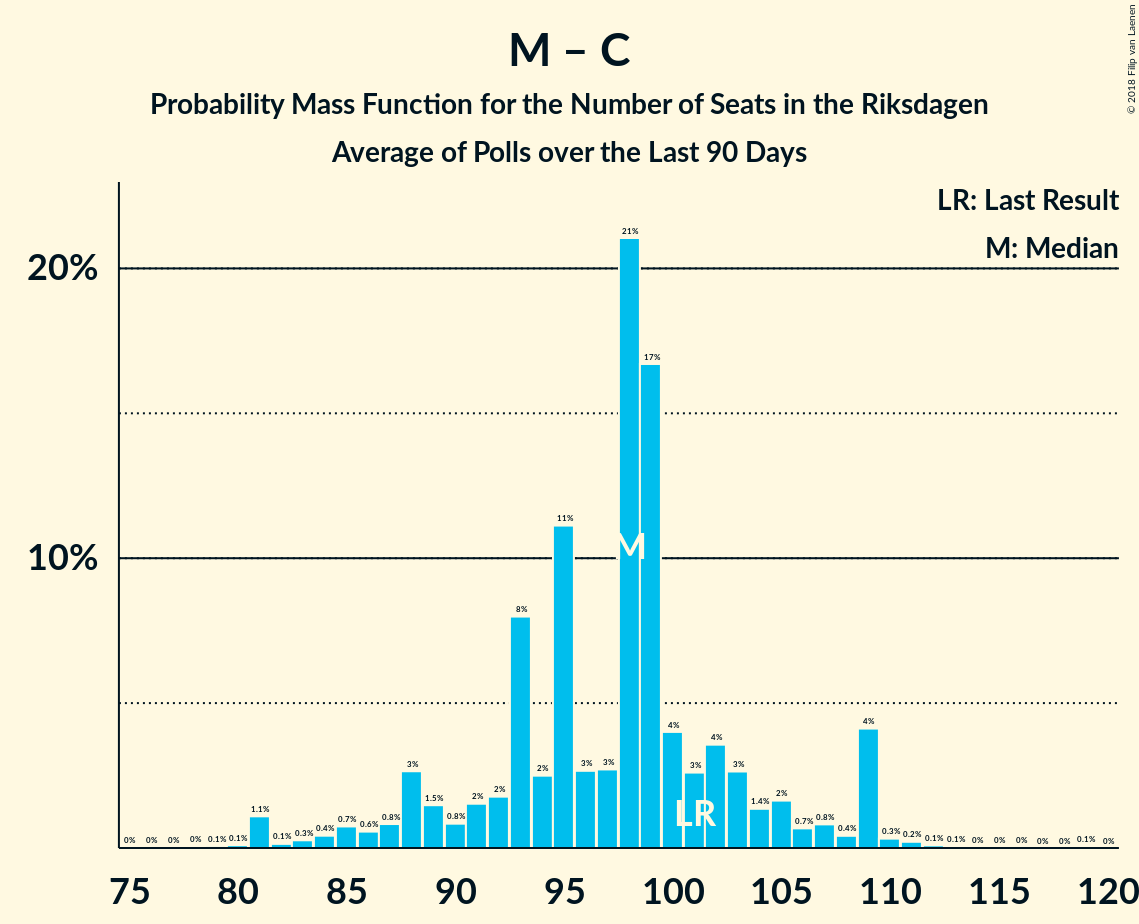 © 2018 Filip van Laenen
M – C
Probability Mass Function for the Number of Seats in the Riksdagen
Average of Polls over the Last 90 Days
LR: Last Result
M: Median
20%
10%
0% 0% 0% 0% 0.1% 0.1% 1.1% 0.1% 0.3% 0.4% 0.7% 0.6% 0.8% 3% 1.5% 0.8% 2% 2% 8% 2% 11% 3% 3% 21% 17% 4% 3% 4% 3% 1.4% 2% 0.7% 0.8% 0.4% 4% 0.3% 0.2% 0.1% 0.1% 0% 0% 0% 0% 0% 0.1% 0%
M
LR
75 80 85 90 95 100 105 110 115 120